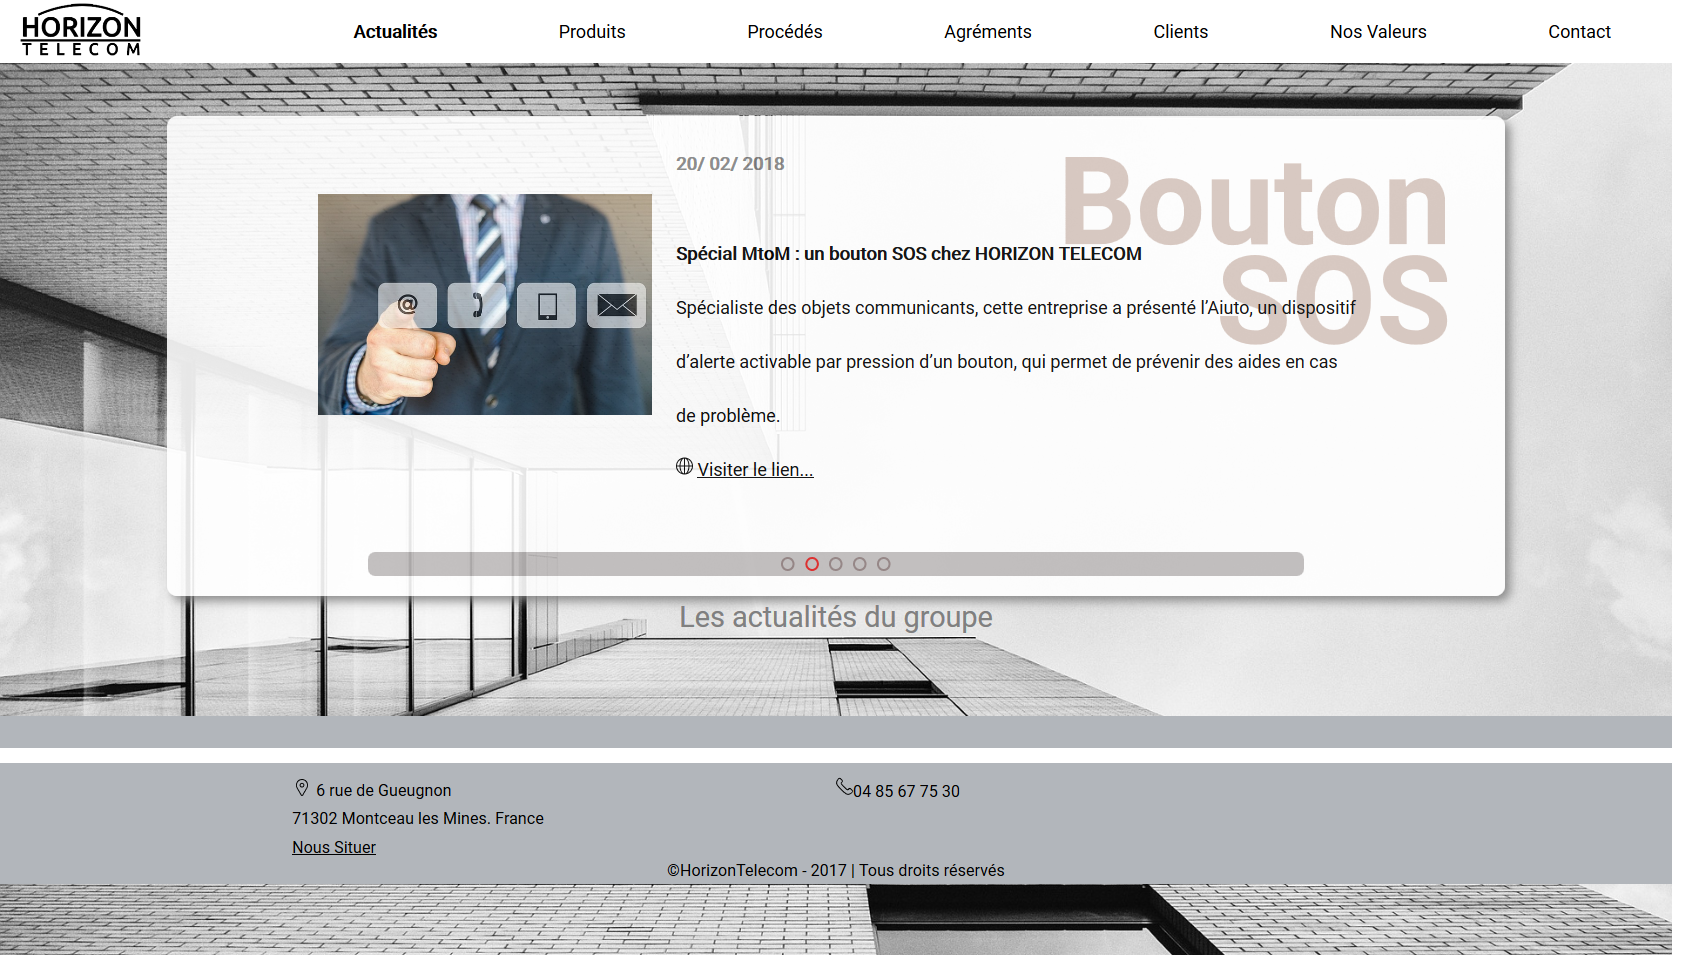 HORIZON
TELECOM
Actualités Produits Procédés Agréments Clients Nos Valeurs Contact
20/ 02/ 2018
Bouton
SOS
Spécial MtoM : un bouton SOS chez HORIZON TELECOM
Spécialiste des objets communicants, cette entreprise a présenté l’Aiuto, un dispositif
d’alerte activable par pression d’un bouton, qui permet de prévenir des aides en cas
de problème.
Visiter le lien...
@
Les actualités du groupe
6 rue de Gueugnon
71302 Montceau les Mines. France
Nous Situer
04 85 67 75 30
©HorizonTelecom - 2017 | Tous droits réservés